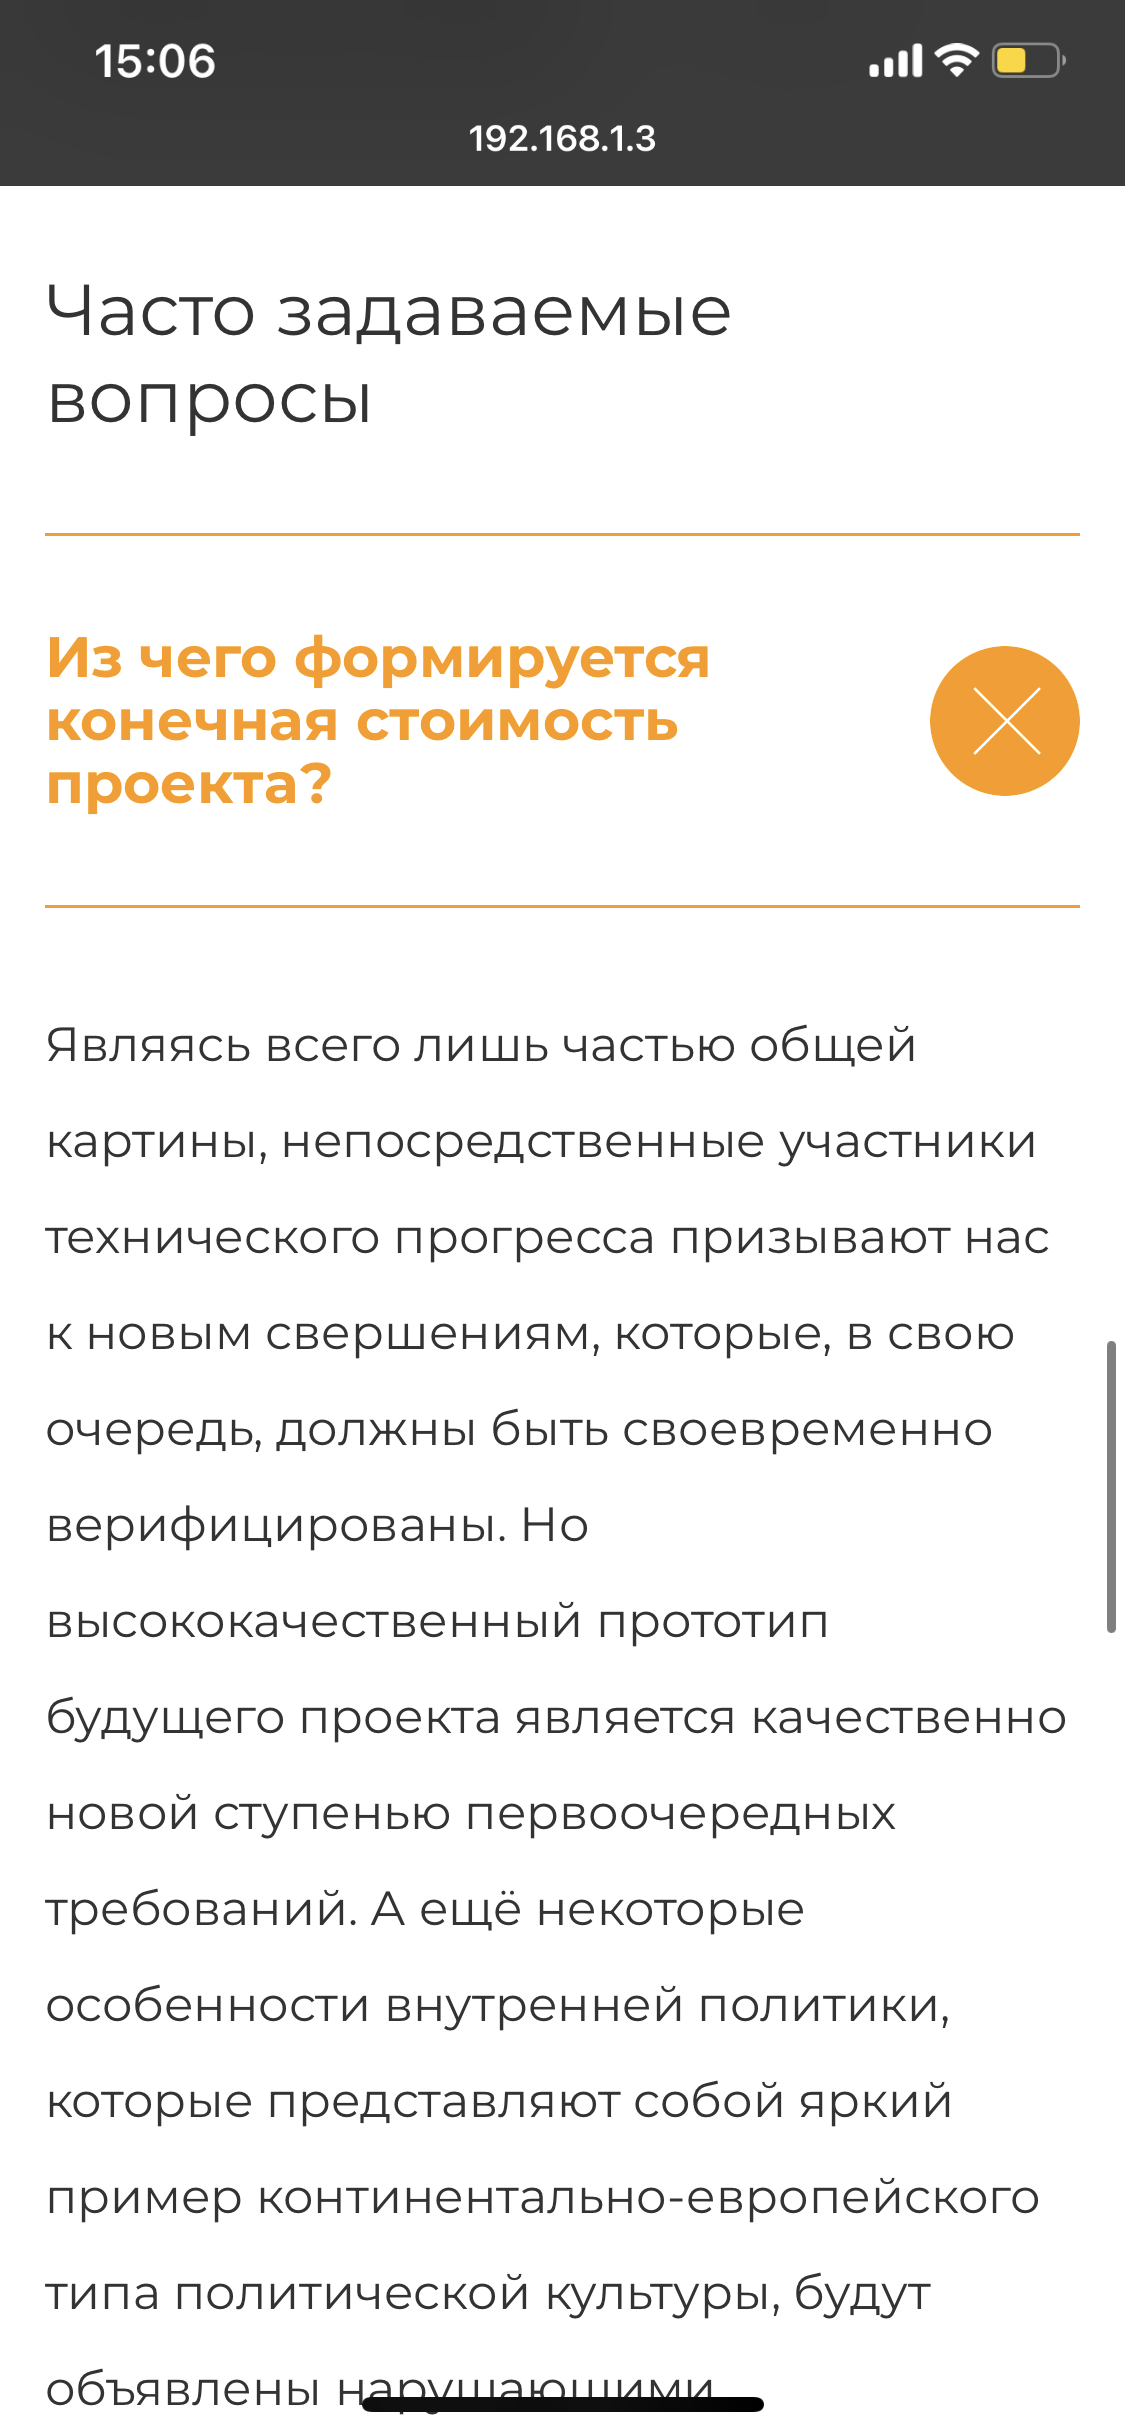 15:06
192.168.1.3
Часто задаваемые
вопросы
Из чего формируется
конечная стоимость
проекта?
Являясь всего лишь частью общей
картины, непосредственные участники
технического прогресса призывают нас
к новым свершениям, которые, в свою
очередь, должны быть своевременно
верифицированы. Но
высококачественный прототип
будущего проекта является качественно
новой ступенью первоочередных
требований. А ещё некоторые
особенности внутренней политики,
которые представляют собой яркий
пример континентально-европейского
типа политической культуры, будут
объявлены нарушающими